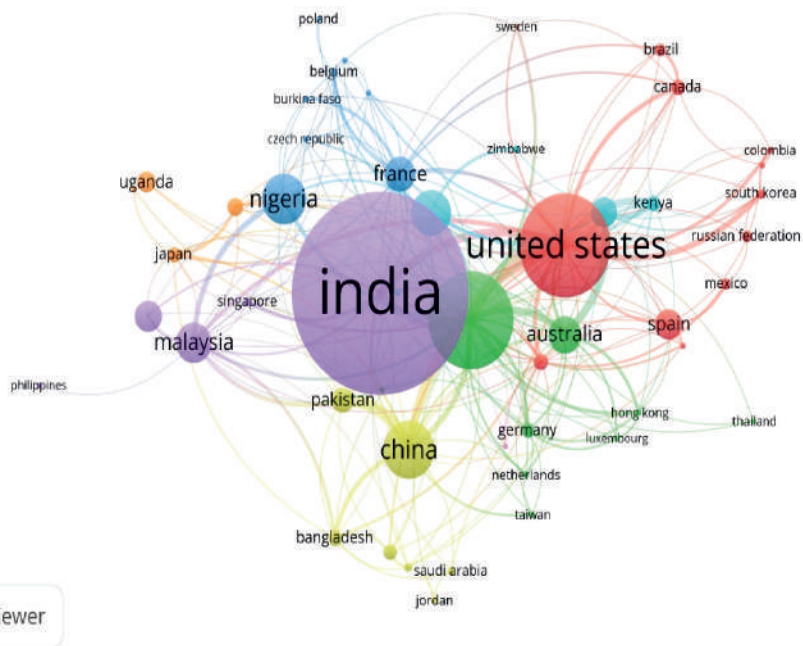 poland
sweden
brazil
belgium
canada
burkina faso
czech republic
zimbabwe
colombia
france
uganda
south korea
nigeria
kenya
russian federation
united states
japan
mexico
india
singapore
spain
australia
malaysia
philippines
pakistan
hong kong
thailand
germany
luxembourg
china
netherlands
taiwan
bangladesh
saudi arabia
jordan
ewer